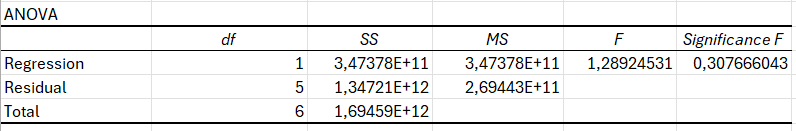 ANOVA
df SS MS F Significance F
Regression 1 3,47378E+11 3,47378E+11 1,28924531 0,307666043
Residual 5 1,34721E+12 2,69443E+11
Total 6 1,69459E+12